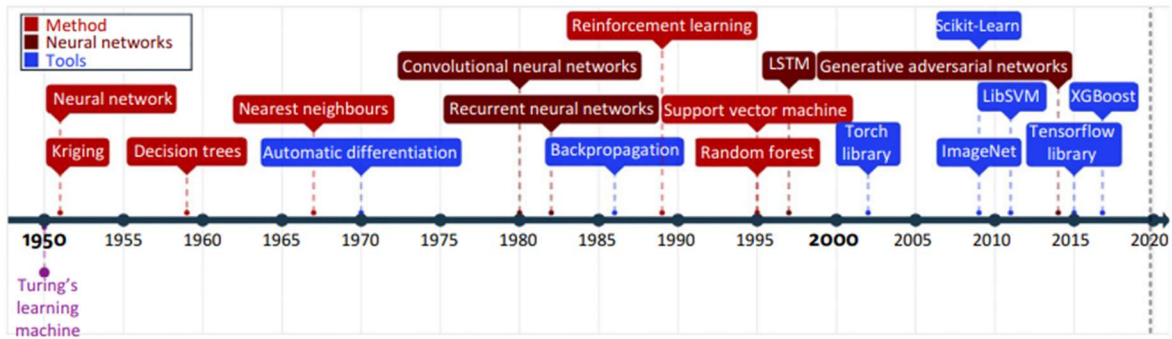 Method
Neural networks
Tools
Reinforcement learning
Scikit-Learn
Convolutional neural networks
LSTM
Generative adversarial networks
Neural network
Nearest neighbours
Recurrent neural networks
Support vector machine
LibSVM
XGBoost
Kriging
Decision trees
Automatic differentiation
Backpropagation
Random forest
Torch
library
ImageNet
Tensorflow
library
1950
1955
1960
1965
1970
1975
1980
1985
1990
1995
2000
2005
2010
2015
2020
Turing's
learning
machine